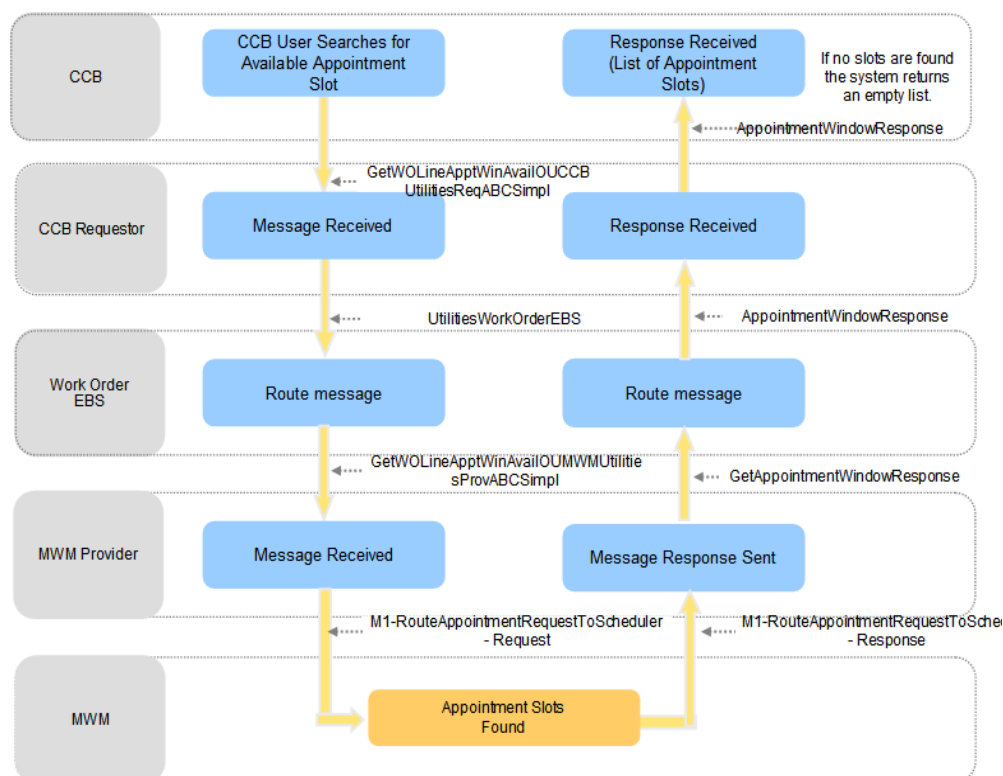 CCB
CCB User Searches for
Available Appointment
Slot
Response Received
(List of Appointment
Slots)
If no slots are found
the system returns
an empty list.
AppointmentWindowResponse
GetWOLineApptWinAvailOUCCB
UtilitiesReqABCSimpl
CCB Requestor
Message Received
Response Received
UtilitiesWorkOrderEBS
AppointmentWindowResponse
Work Order
EBS
Route message
Route message
GetWOLineApptWinAvailOUMWMUtilitie
sProvABCSimpl
GetAppointmentWindowResponse
MWM Provider
Message Received
Message Response Sent
M1-RouteAppointmentRequestToScheduler
- Request
M1-RouteAppointmentRequestToSched
- Response
MWM
Appointment Slots
Found